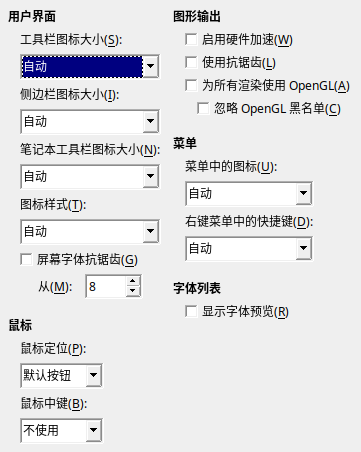 用户界面
工具栏图标大小(S):
自动
侧边栏图标大小(I):
自动
笔记本工具栏图标大小(N):
自动
图标样式(T):
自动
屏幕字体抗锯齿(G)
从(M): 8
鼠标
鼠标定位(P):
默认按钮
鼠标中键(B):
不使用
图形输出
启用硬件加速(W)
使用抗锯齿(L)
为所有渲染使用 OpenGL(A)
忽略 OpenGL 黑名单(C)
菜单
菜单中的图标(U):
自动
右键菜单中的快捷键(D):
自动
字体列表
显示字体预览(R)